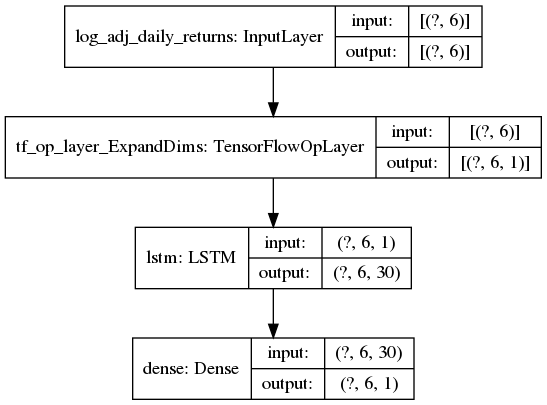 log_adj_daily_returns: InputLayer
input:
[(?, 6)]
output:
[(?, 6)]
tf_op_layer_ExpandDims: TensorFlowOpLayer
input:
[(?, 6)]
output:
[(?, 6, 1)]
lstm: LSTM
input:
(?, 6, 1)
output:
(?, 6, 30)
dense: Dense
input:
(?, 6, 30)
output:
(?, 6, 1)